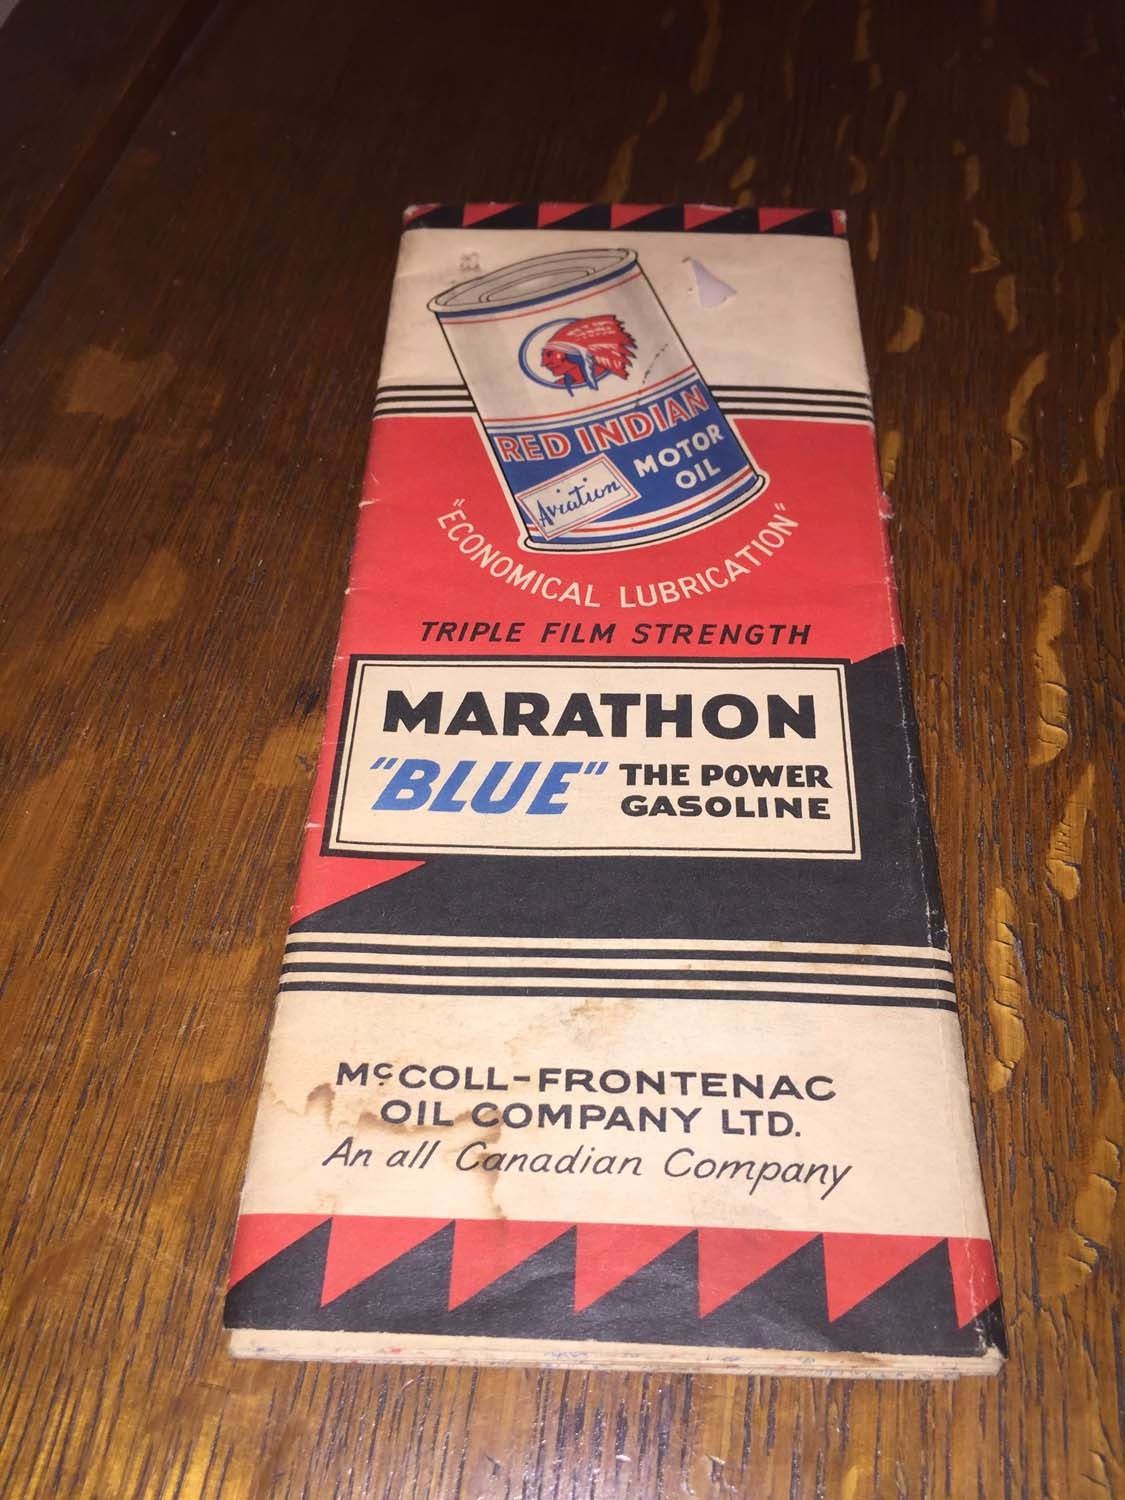 RED INDIAN
Aviation
MOTOR
OIL
"ECONOMICAL LUBRICATION"
TRIPLE FILM STRENGTH
MARATHON
"BLUE" THE POWER
GASOLINE
McCOLL-FRONTENAC
OIL COMPANY LTD.
An all Canadian Company